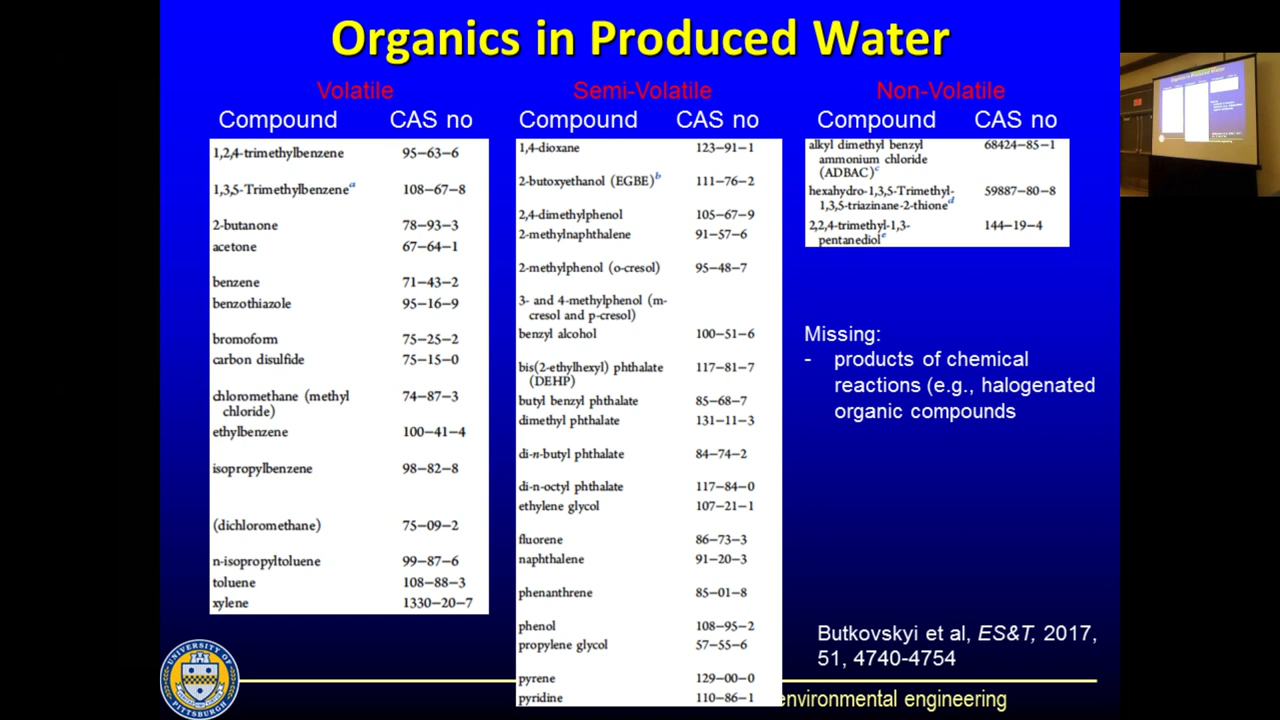 Organics in Produced Water
Volatile
Compound CAS no
1,2,4-trimethylbenzene 95-63-6
1,3,5-Trimethylbenzeneᵃ 108-67-8
2-butanone 78-93-3
acetone 67-64-1
benzene 71-43-2
benzothiazole 95-16-9
bromoform 75-25-2
carbon disulfide 75-15-0
chloromethane (methyl 74-87-3
chloride)
ethylbenzene 100-41-4
isopropylbenzene 98-82-8
(dichloromethane) 75-09-2
n-isopropyltoluene 99-87-6
toluene 108-88-3
xylene 1330-20-7
Semi-Volatile
Compound CAS no
1,4-dioxane 123-91-1
2-butoxyethanol (EGBE)ᵇ 111-76-2
2,4-dimethylphenol 105-67-9
2-methylnaphthalene 91-57-6
2-methylphenol (o-cresol) 95-48-7
3- and 4-methylphenol (m-
cresol and p-cresol)
benzyl alcohol 100-51-6
bis(2-ethylhexyl) phthalate 117-81-7
(DEHP)
butyl benzyl phthalate 85-68-7
dimethyl phthalate 131-11-3
di-n-butyl phthalate 84-74-2
di-n-octyl phthalate 117-84-0
ethylene glycol 107-21-1
fluorene 86-73-3
naphthalene 91-20-3
phenanthrene 85-01-8
phenol 108-95-2
propylene glycol 57-55-6
pyrene 129-00-0
pyridine 110-86-1
Non-Volatile
Compound CAS no
alkyl dimethyl benzyl 68424-85-1
ammonium chloride
(ADBAC)ᶜ
hexahydro-1,3,5-Trimethyl- 59887-80-8
1,3,5-triazinane-2-thioneᵈ
2,2,4-trimethyl-1,3- 144-19-4
pentanediolᵉ
Missing:
- products of chemical
reactions (e.g., halogenated
organic compounds
Butkovskyi et al, ES&T, 2017,
51, 4740-4754
environmental engineering
UNIVERSITY OF
PITTSBURGH
Organics in Produced Water